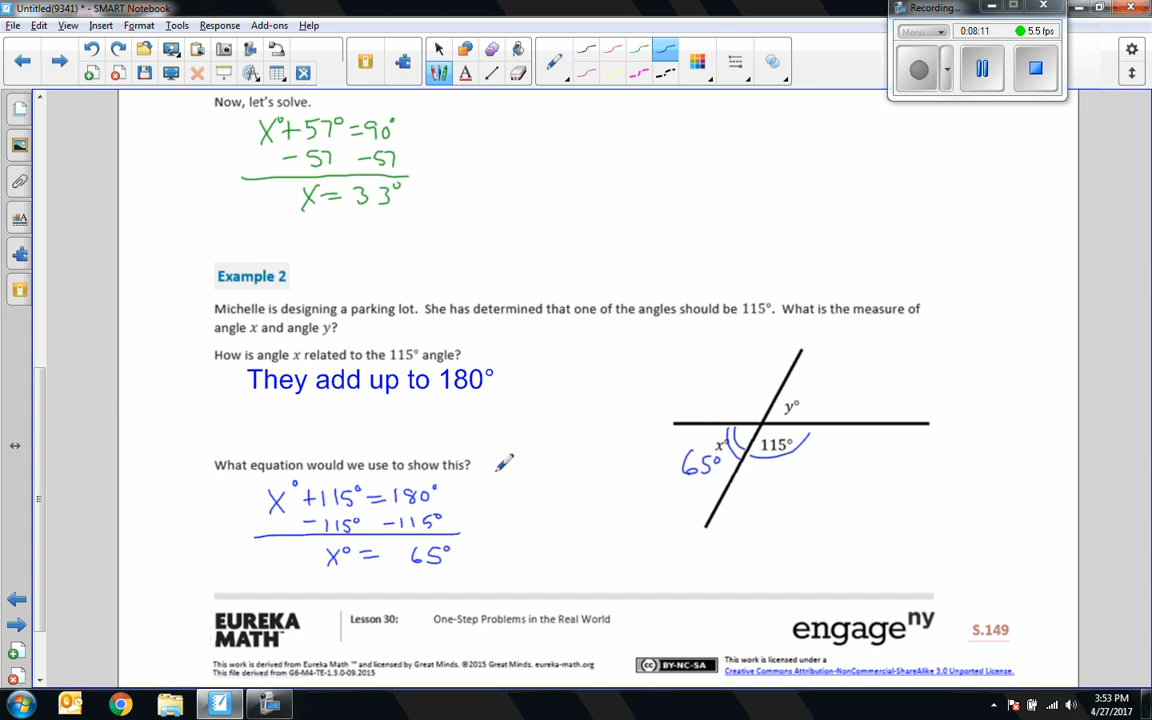 Untitled(9341) * - SMART Notebook
Recording...
File Edit View Insert Format Tools Response Add-ons Help
Menu
0:08:11
5.5 fps
Now, let's solve.
x° + 57° = 90°
- 57 - 57
x = 33°
Example 2
Michelle is designing a parking lot. She has determined that one of the angles should be 115°. What is the measure of
angle x and angle y?
How is angle x related to the 115° angle?
They add up to 180°
y°
x°
115°
65°
What equation would we use to show this?
x° + 115° = 180°
- 115° - 115°
x° = 65°
EUREKA
MATH™
Lesson 30:
One-Step Problems in the Real World
engage ny
S.149
This work is derived from Eureka Math ™ and licensed by Great Minds. ©2015 Great Minds. eureka-math.org
This file derived from G6-M4-TE-1.3.0-09.2015
(cc) BY-NC-SA
This work is licensed under a
Creative Commons Attribution-NonCommercial-ShareAlike 3.0 Unported License.
3:53 PM
4/27/2017